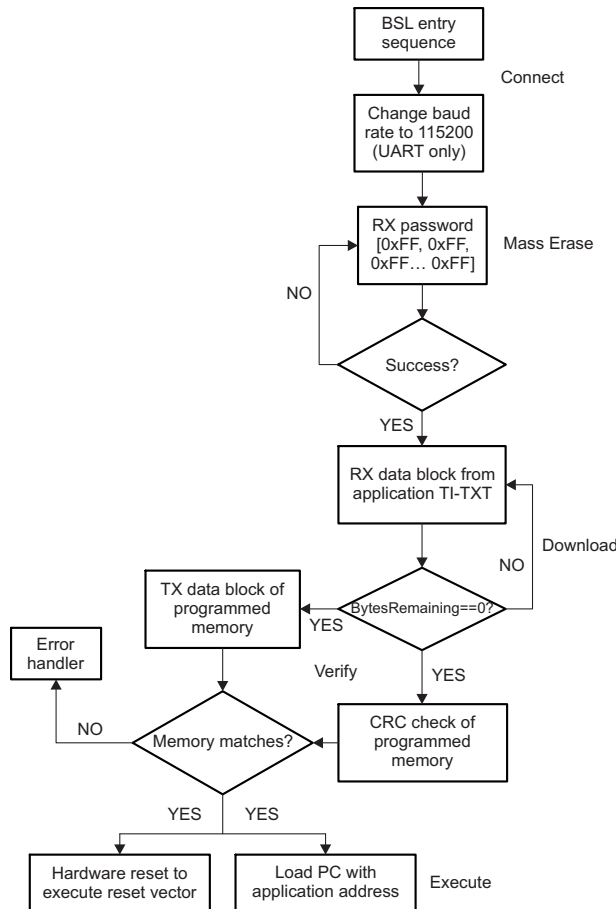 BSL entry
sequence
Connect
Change baud
rate to 115200
(UART only)
RX password
[0xFF, 0xFF,
0xFF… 0xFF]
Mass Erase
NO
Success?
YES
RX data block from
application TI-TXT
Download
NO
TX data block of
programmed
memory
BytesRemaining==0?
YES
Error
handler
Verify
YES
CRC check of
programmed
memory
Memory matches?
NO
YES
YES
Hardware reset to
execute reset vector
Load PC with
application address
Execute